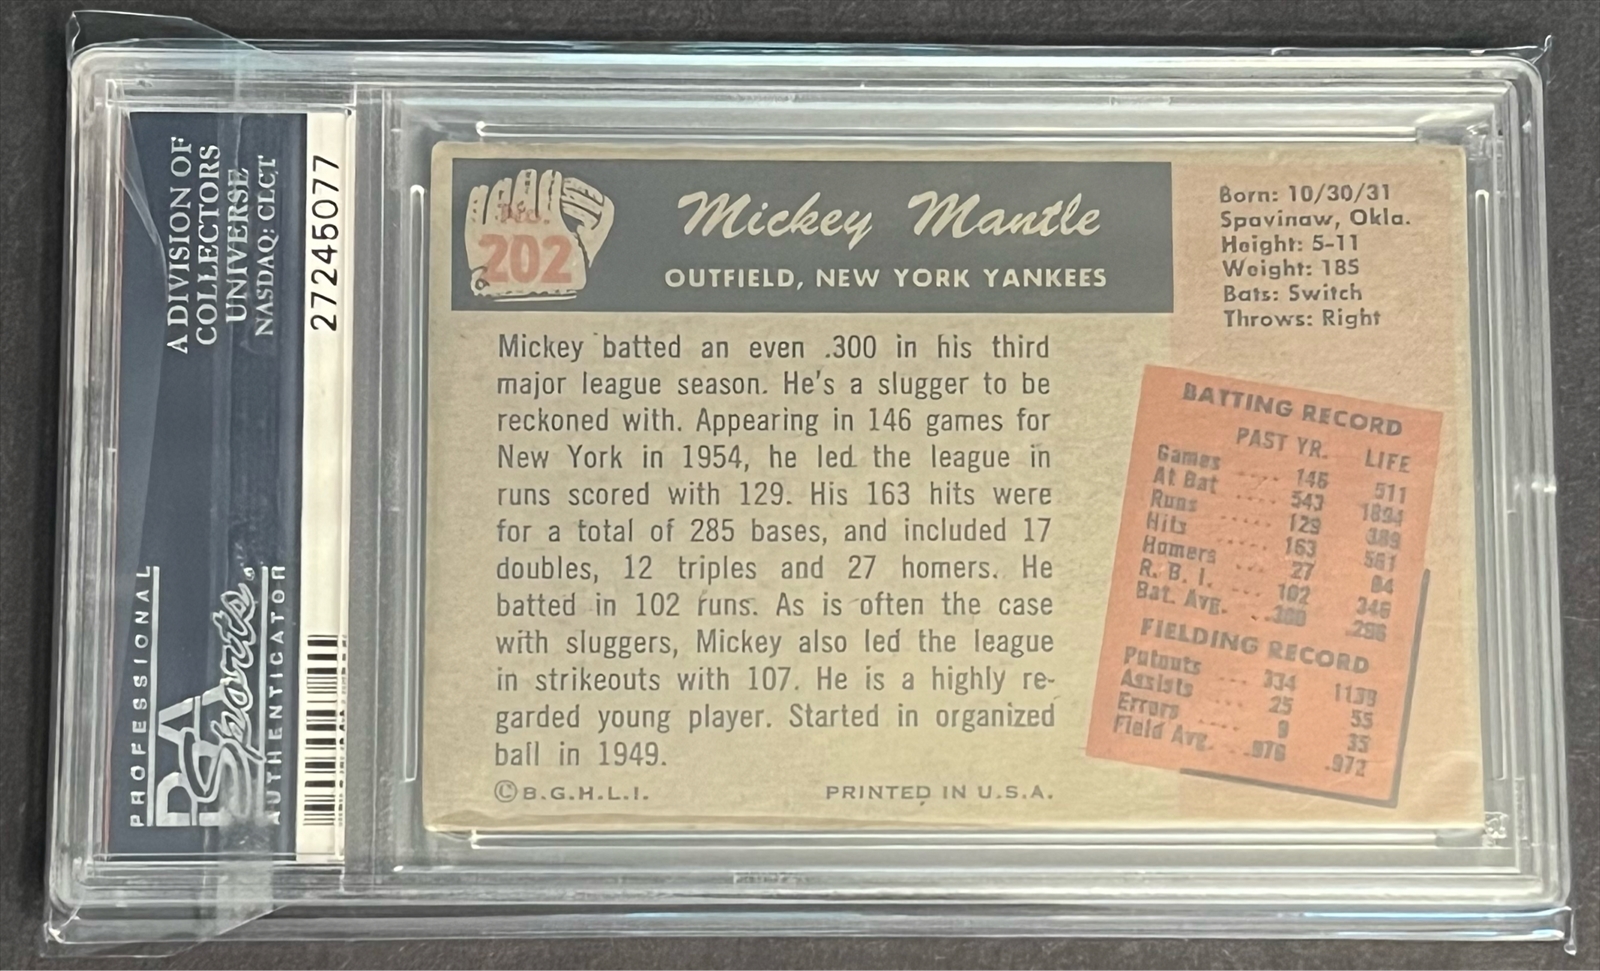 A DIVISION OF
COLLECTORS
UNIVERSE
NASDAQ: CLCT
27245077
PROFESSIONAL
PSA
Sports
AUTHENTICATOR
No.
202
Mickey Mantle
OUTFIELD, NEW YORK YANKEES
Born: 10/30/31
Spavinaw, Okla.
Height: 5-11
Weight: 185
Bats: Switch
Throws: Right
Mickey batted an even .300 in his third
major league season. He's a slugger to be
reckoned with. Appearing in 146 games for
New York in 1954, he led the league in
runs scored with 129. His 163 hits were
for a total of 285 bases, and included 17
doubles, 12 triples and 27 homers. He
batted in 102 runs. As is often the case
with sluggers, Mickey also led the league
in strikeouts with 107. He is a highly re-
garded young player. Started in organized
ball in 1949.
© B.G.H.L.I.
PRINTED IN U.S.A.
BATTING RECORD
PAST YR. LIFE
Games .... 146 511
At Bat .... 543 1894
Runs ..... 129 389
Hits ..... 163 561
Homers .... 27 84
R. B. I. .... 102 346
Bat. Avg. .300 .296
FIELDING RECORD
Putouts ... 334 1139
Assists .... 25 55
Errors .... 9 35
Field Avg. .976 .972